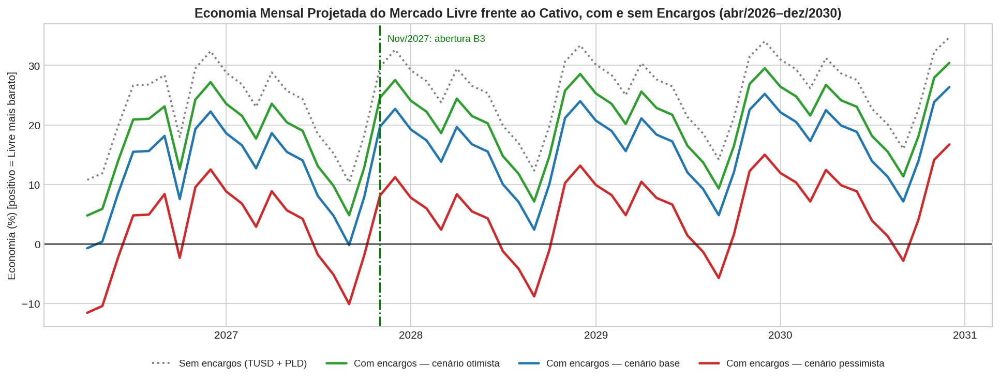 Economia Mensal Projetada do Mercado Livre frente ao Cativo, com e sem Encargos (abr/2026–dez/2030)
Economia (%) [positivo = Livre mais barato]
30
20
10
0
−10
Nov/2027: abertura B3
2027
2028
2029
2030
2031
Sem encargos (TUSD + PLD)
Com encargos — cenário otimista
Com encargos — cenário base
Com encargos — cenário pessimista